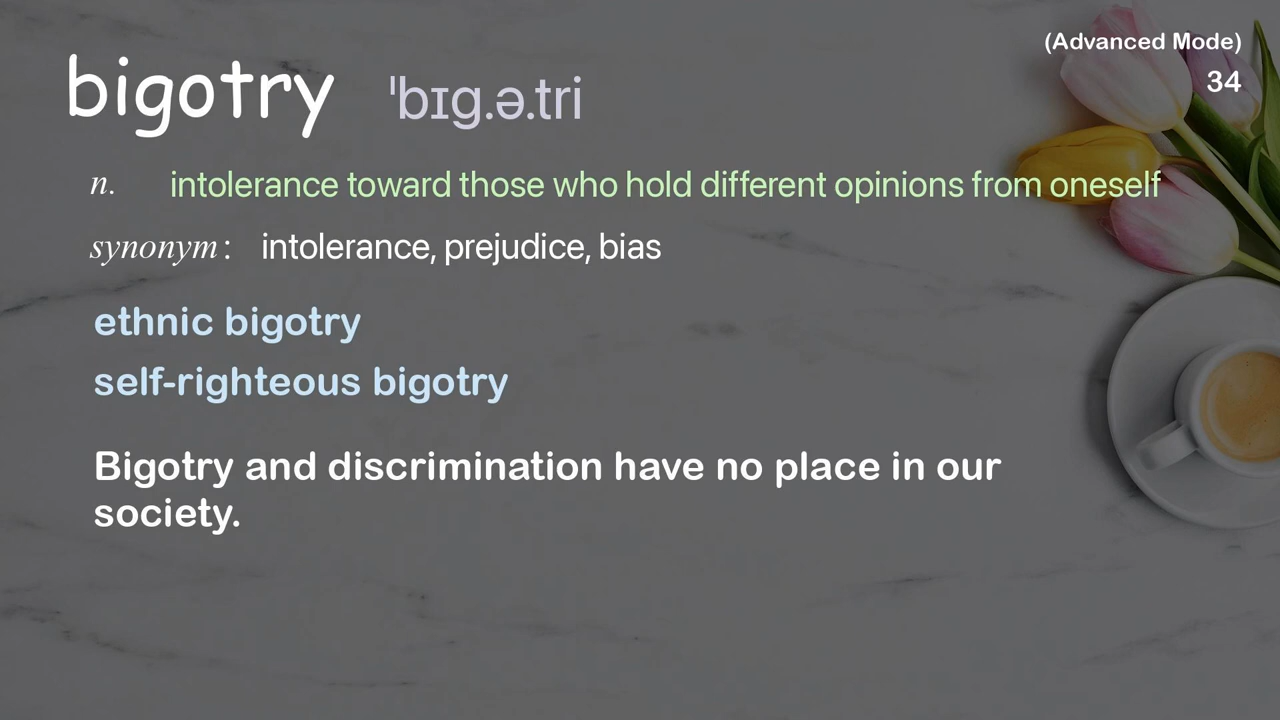 (Advanced Mode)
34
bigotry ˈbɪɡ.ə.tri
n. intolerance toward those who hold different opinions from oneself
synonym : intolerance, prejudice, bias
ethnic bigotry
self-righteous bigotry
Bigotry and discrimination have no place in our
society.